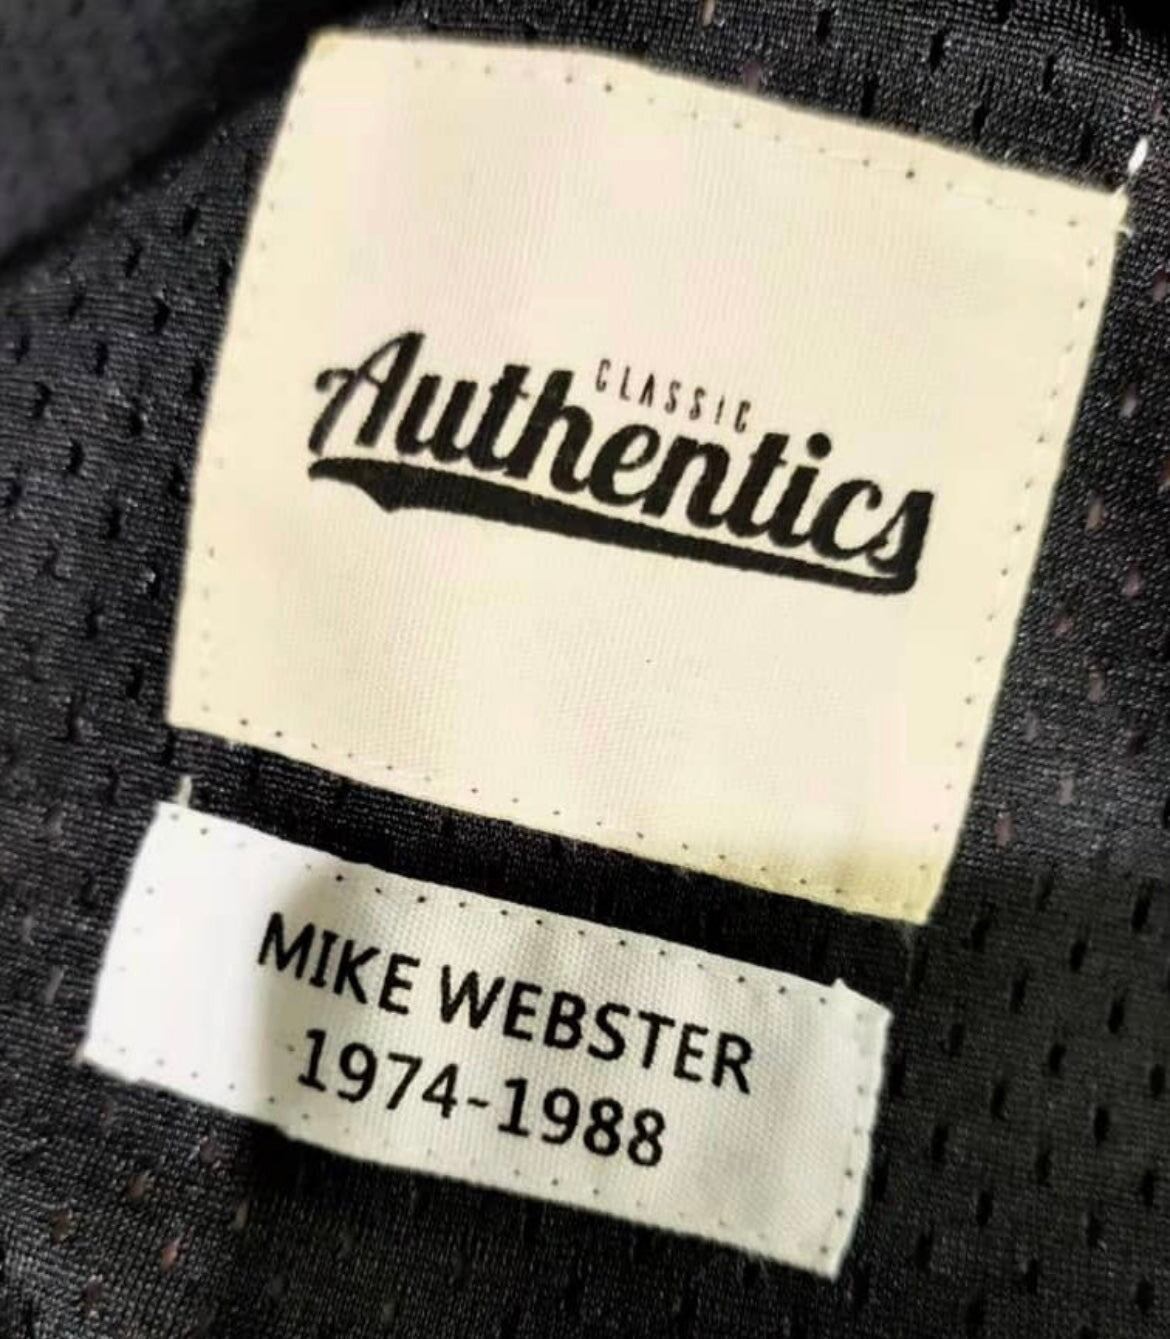 CLASSIC
Authentics
MIKE WEBSTER
1974-1988